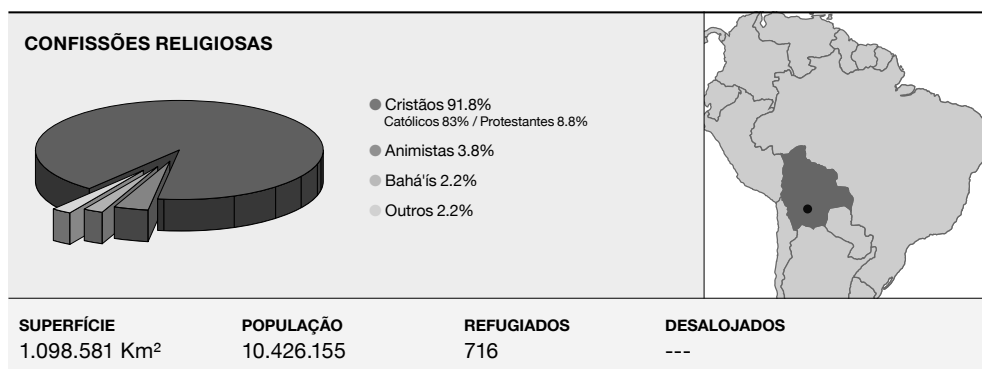 CONFISSÕES RELIGIOSAS
Cristãos 91.8%
Católicos 83% / Protestantes 8.8%
Animistas 3.8%
Bahá'ís 2.2%
Outros 2.2%
SUPERFÍCIE POPULAÇÃO REFUGIADOS DESALOJADOS
1.098.581 Km² 10.426.155 716 ---